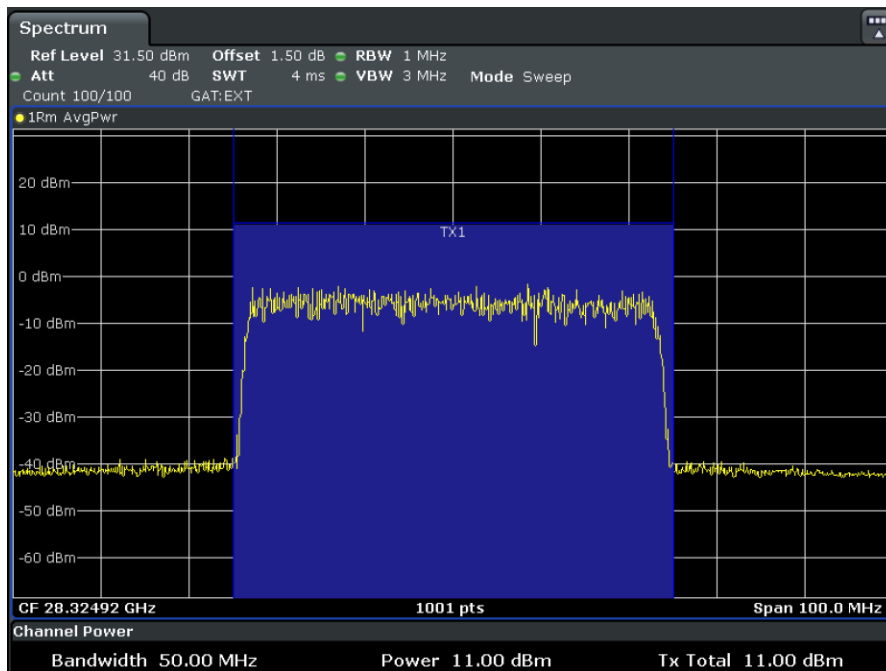 Spectrum
Ref Level 31.50 dBm Offset 1.50 dB RBW 1 MHz
Att 40 dB SWT 4 ms VBW 3 MHz Mode Sweep
Count 100/100 GAT:EXT
1Rm AvgPwr
20 dBm
10 dBm
TX1
0 dBm
-10 dBm
-20 dBm
-30 dBm
-40 dBm
-50 dBm
-60 dBm
CF 28.32492 GHz 1001 pts Span 100.0 MHz
Channel Power
Bandwidth 50.00 MHz Power 11.00 dBm Tx Total 11.00 dBm